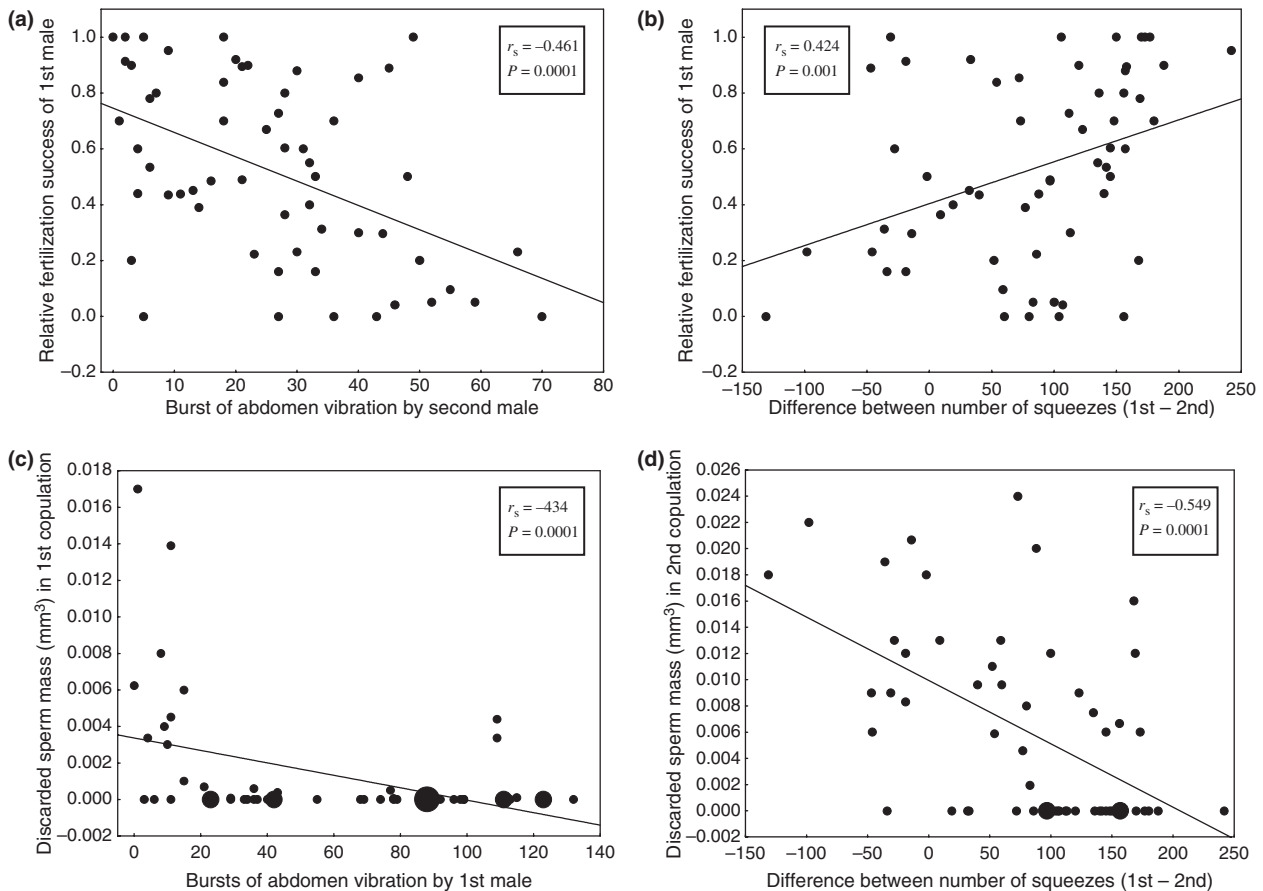 (a)
Relative fertilization success of 1st male
1.0
0.8
0.6
0.4
0.2
0.0
–0.2
r_s = –0.461
P = 0.0001
0 10 20 30 40 50 60 70 80
Burst of abdomen vibration by second male
(b)
Relative fertilization success of 1st male
1.0
0.8
0.6
0.4
0.2
0.0
–0.2
r_s = 0.424
P = 0.001
–150 –100 –50 0 50 100 150 200 250
Difference between number of squeezes (1st – 2nd)
(c)
Discarded sperm mass (mm³) in 1st copulation
0.018
0.016
0.014
0.012
0.010
0.008
0.006
0.004
0.002
0.000
–0.002
r_s = –434
P = 0.0001
0 20 40 60 80 100 120 140
Bursts of abdomen vibration by 1st male
(d)
Discarded sperm mass (mm³) in 2nd copulation
0.026
0.024
0.022
0.020
0.018
0.016
0.014
0.012
0.010
0.008
0.006
0.004
0.002
0.000
–0.002
r_s = –0.549
P = 0.0001
–150 –100 –50 0 50 100 150 200 250
Difference between number of squeezes (1st – 2nd)